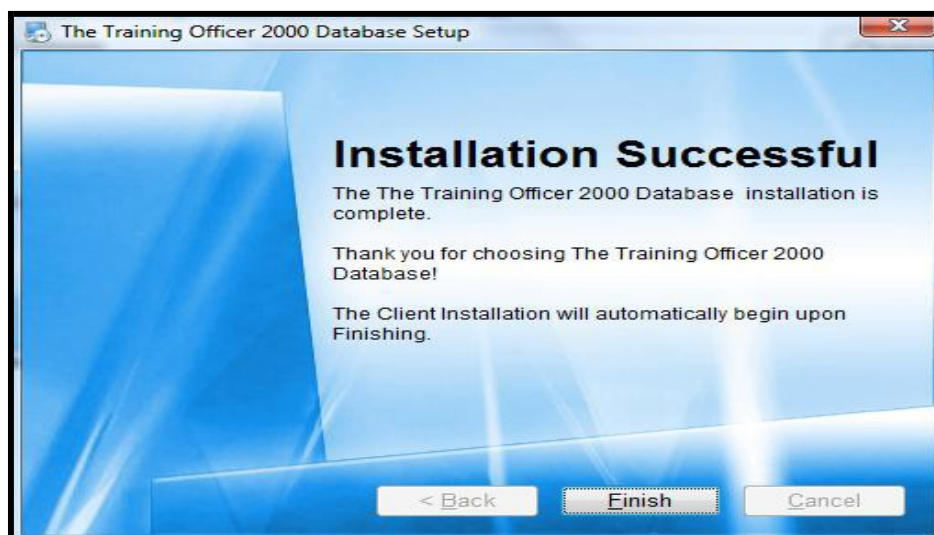 The Training Officer 2000 Database Setup
Installation Successful
The The Training Officer 2000 Database installation is
complete.
Thank you for choosing The Training Officer 2000
Database!
The Client Installation will automatically begin upon
Finishing.
< Back Finish Cancel